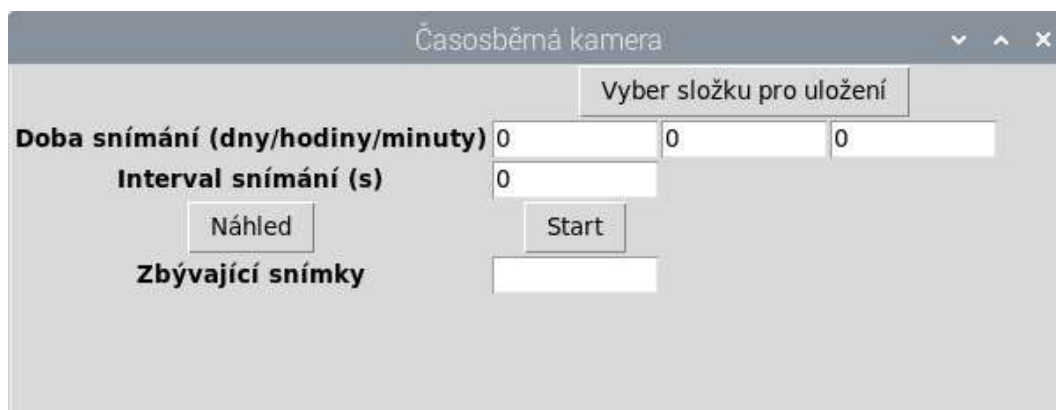 Časosběrná kamera
Vyber složku pro uložení
Doba snímání (dny/hodiny/minuty) 0 0 0
Interval snímání (s) 0
Náhled Start
Zbývající snímky